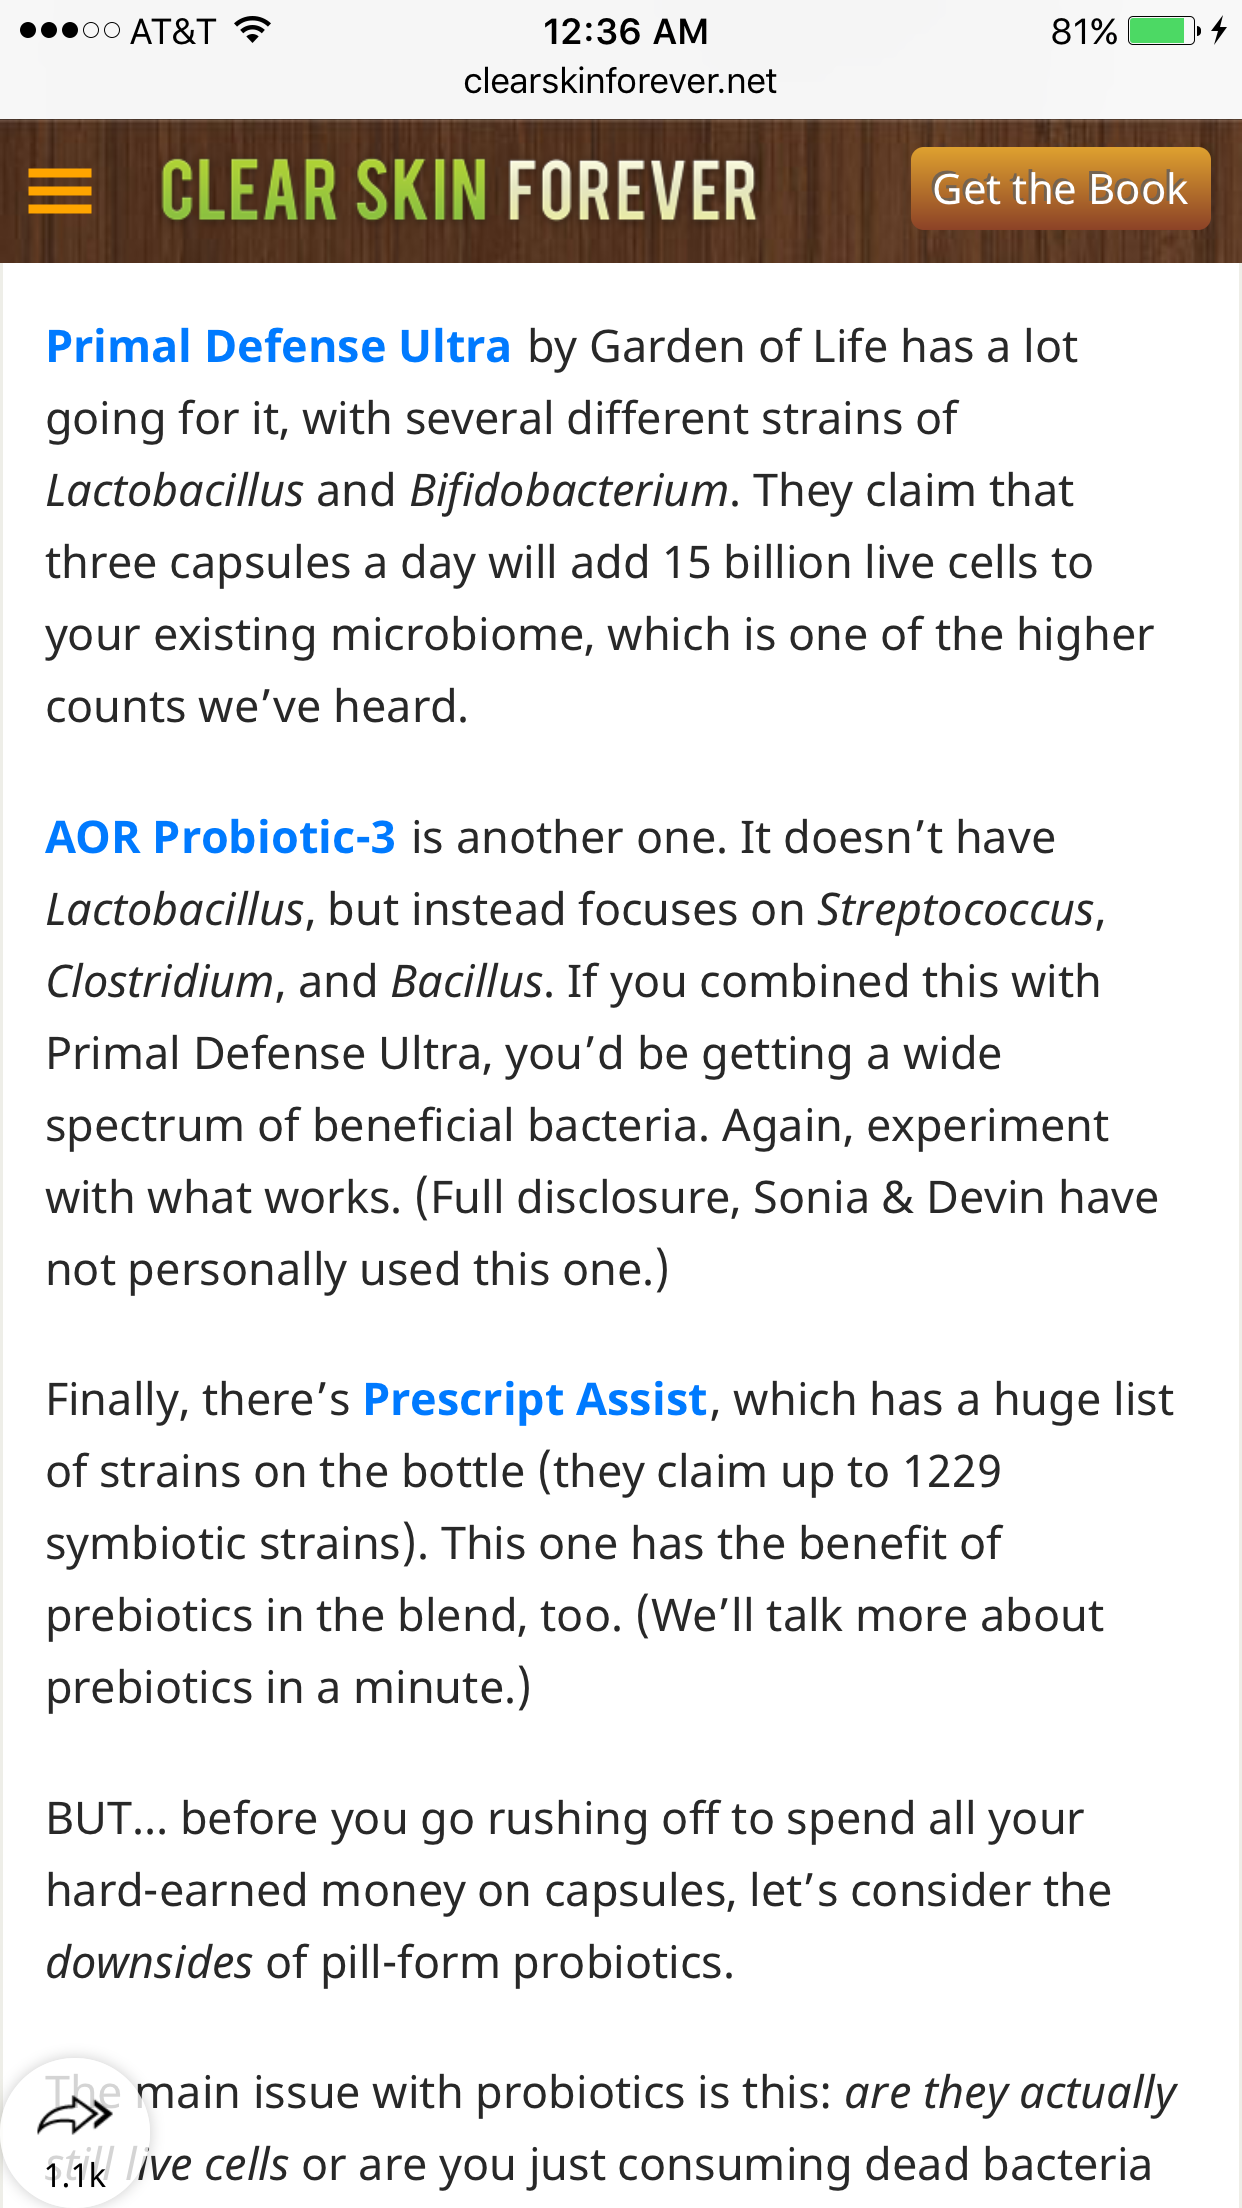 AT&T 12:36 AM 81%
clearskinforever.net
CLEAR SKIN FOREVER Get the Book
Primal Defense Ultra by Garden of Life has a lot
going for it, with several different strains of
Lactobacillus and Bifidobacterium. They claim that
three capsules a day will add 15 billion live cells to
your existing microbiome, which is one of the higher
counts we’ve heard.
AOR Probiotic-3 is another one. It doesn’t have
Lactobacillus, but instead focuses on Streptococcus,
Clostridium, and Bacillus. If you combined this with
Primal Defense Ultra, you’d be getting a wide
spectrum of beneficial bacteria. Again, experiment
with what works. (Full disclosure, Sonia & Devin have
not personally used this one.)
Finally, there’s Prescript Assist, which has a huge list
of strains on the bottle (they claim up to 1229
symbiotic strains). This one has the benefit of
prebiotics in the blend, too. (We’ll talk more about
prebiotics in a minute.)
BUT... before you go rushing off to spend all your
hard-earned money on capsules, let’s consider the
downsides of pill-form probiotics.
The main issue with probiotics is this: are they actually
still live cells or are you just consuming dead bacteria
1.1k